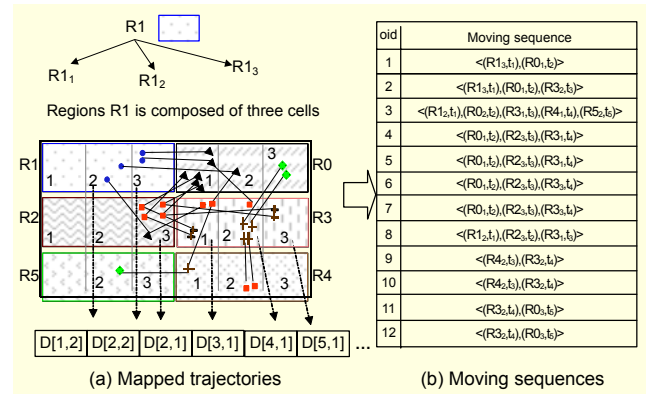 R1
R1₁
R1₂
R1₃
Regions R1 is composed of three cells
R1
1
2
3
1
2
3
R0
R2
1
2
3
1
2
3
R3
R5
2
3
1
2
3
R4
D[1,2] D[2,2] D[2,1] D[3,1] D[4,1] D[5,1] ...
(a) Mapped trajectories
oid Moving sequence
1 <(R1₃,t₁),(R0₁,t₂)>
2 <(R1₃,t₁),(R0₁,t₂),(R3₂,t₃)>
3 <(R1₂,t₁),(R0₂,t₂),(R3₁,t₃),(R4₁,t₄),(R5₂,t₅)>
4 <(R0₁,t₂),(R2₃,t₃),(R3₁,t₄)>
5 <(R0₁,t₂),(R2₃,t₃),(R3₁,t₄)>
6 <(R0₁,t₂),(R2₃,t₃),(R3₃,t₄)>
7 <(R0₁,t₂),(R2₃,t₃),(R3₃,t₄)>
8 <(R1₂,t₁),(R2₃,t₂),(R3₁,t₃)>
9 <(R4₂,t₃),(R3₂,t₄)>
10 <(R4₂,t₃),(R3₂,t₄)>
11 <(R3₂,t₄),(R0₃,t₅)>
12 <(R3₂,t₄),(R0₃,t₅)>
(b) Moving sequences